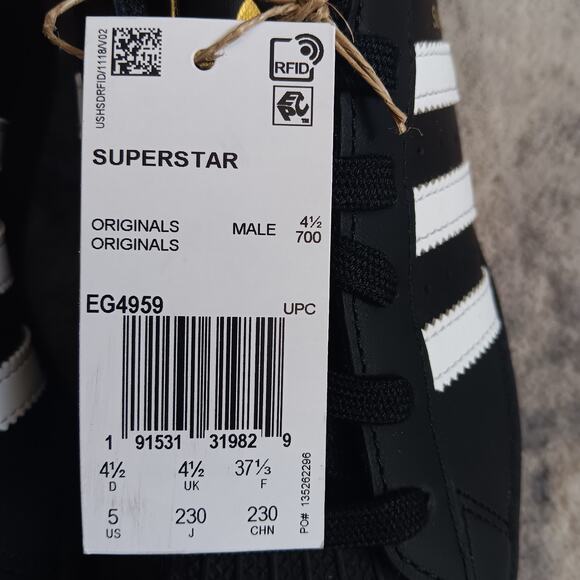 USHSDRFID/1118/V02
RFID
EPC™
SUPERSTAR
ORIGINALS MALE 4½
ORIGINALS 700
EG4959 UPC
1 91531 31982 9
4½ 4½ 37⅓
D UK F
5 230 230
US J CHN
PO# 135262296